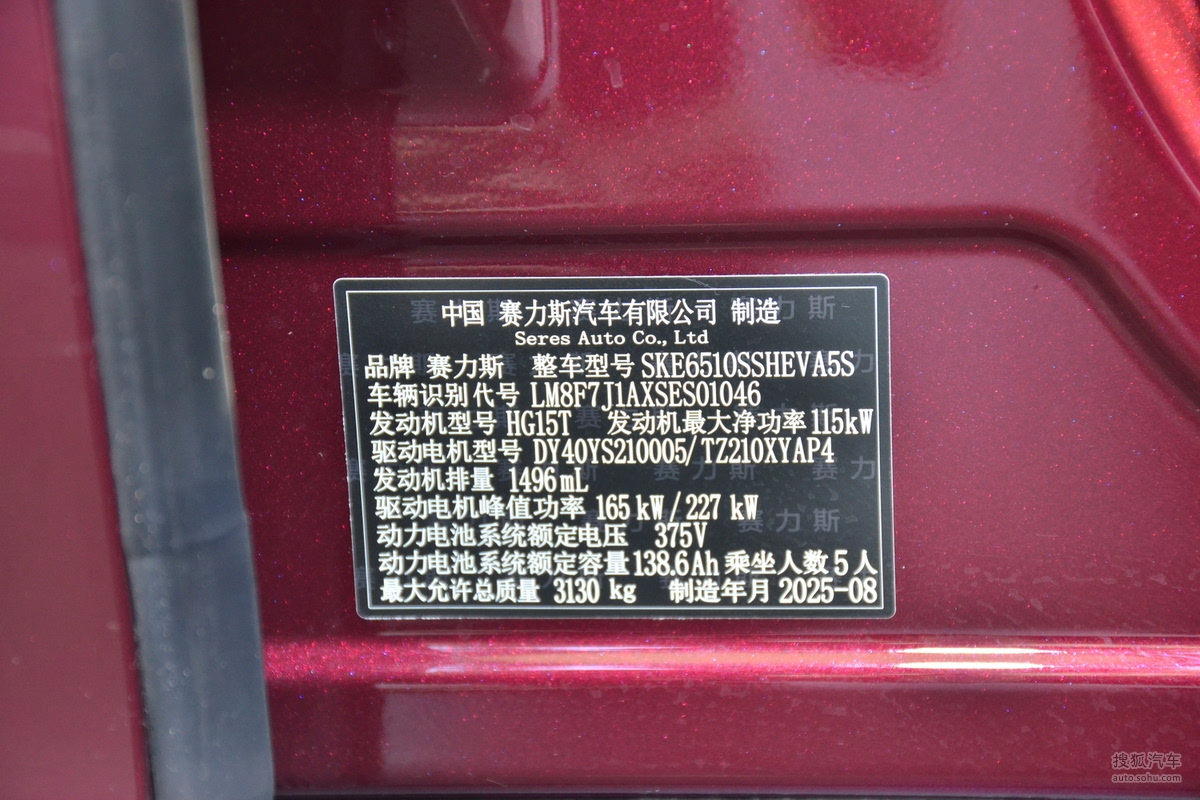 中国 赛力斯汽车有限公司 制造
Seres Auto Co., Ltd
品牌 赛力斯 整车型号 SKE6510SSHEVA5S
车辆识别代号 LM8F7J1AXSES01046
发动机型号 HG15T 发动机最大净功率 115kW
驱动电机型号 DY40YS210005/TZ210XYAP4
发动机排量 1496mL
驱动电机峰值功率 165 kW/227 kW
动力电池系统额定电压 375V
动力电池系统额定容量 138.6Ah 乘坐人数 5 人
最大允许总质量 3130 kg 制造年月 2025-08
搜狐汽车
auto.sohu.com